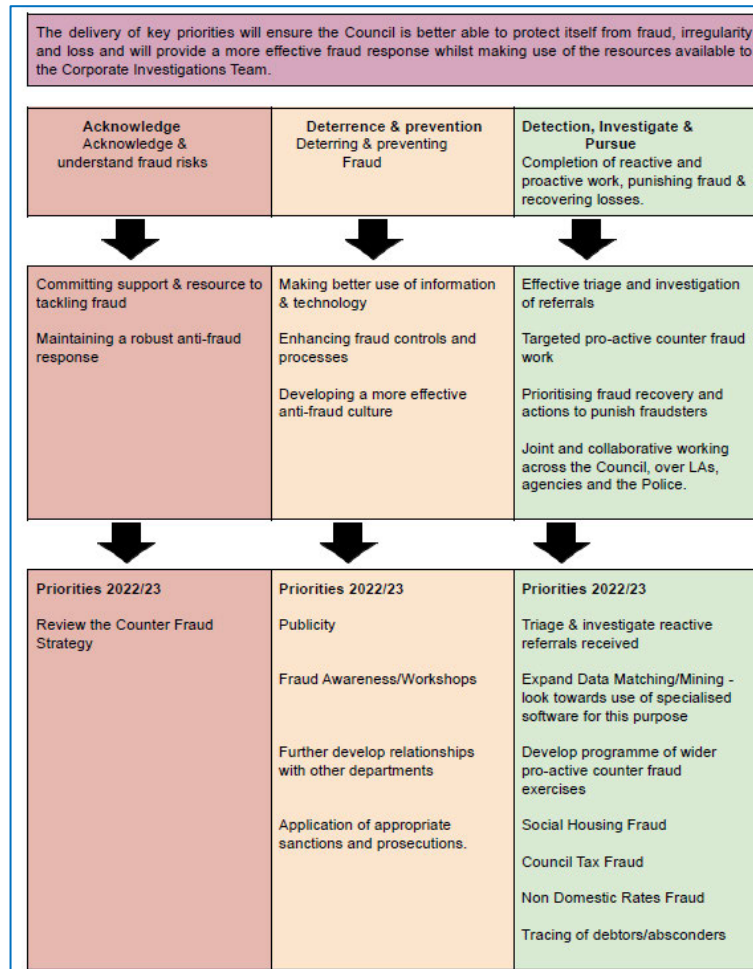 The delivery of key priorities will ensure the Council is better able to protect itself from fraud, irregularity
and loss and will provide a more effective fraud response whilst making use of the resources available to
the Corporate Investigations Team.
Acknowledge
Acknowledge &
understand fraud risks
Deterrence & prevention
Deterring & preventing
Fraud
Detection, Investigate &
Pursue
Completion of reactive and
proactive work, punishing fraud &
recovering losses.
Committing support & resource to
tackling fraud
Maintaining a robust anti-fraud
response
Making better use of information
& technology
Enhancing fraud controls and
processes
Developing a more effective
anti-fraud culture
Effective triage and investigation
of referrals
Targeted pro-active counter fraud
work
Prioritising fraud recovery and
actions to punish fraudsters
Joint and collaborative working
across the Council, over LAs,
agencies and the Police.
Priorities 2022/23
Review the Counter Fraud
Strategy
Priorities 2022/23
Publicity
Fraud Awareness/Workshops
Further develop relationships
with other departments
Application of appropriate
sanctions and prosecutions.
Priorities 2022/23
Triage & investigate reactive
referrals received
Expand Data Matching/Mining -
look towards use of specialised
software for this purpose
Develop programme of wider
pro-active counter fraud
exercises
Social Housing Fraud
Council Tax Fraud
Non Domestic Rates Fraud
Tracing of debtors/absconders